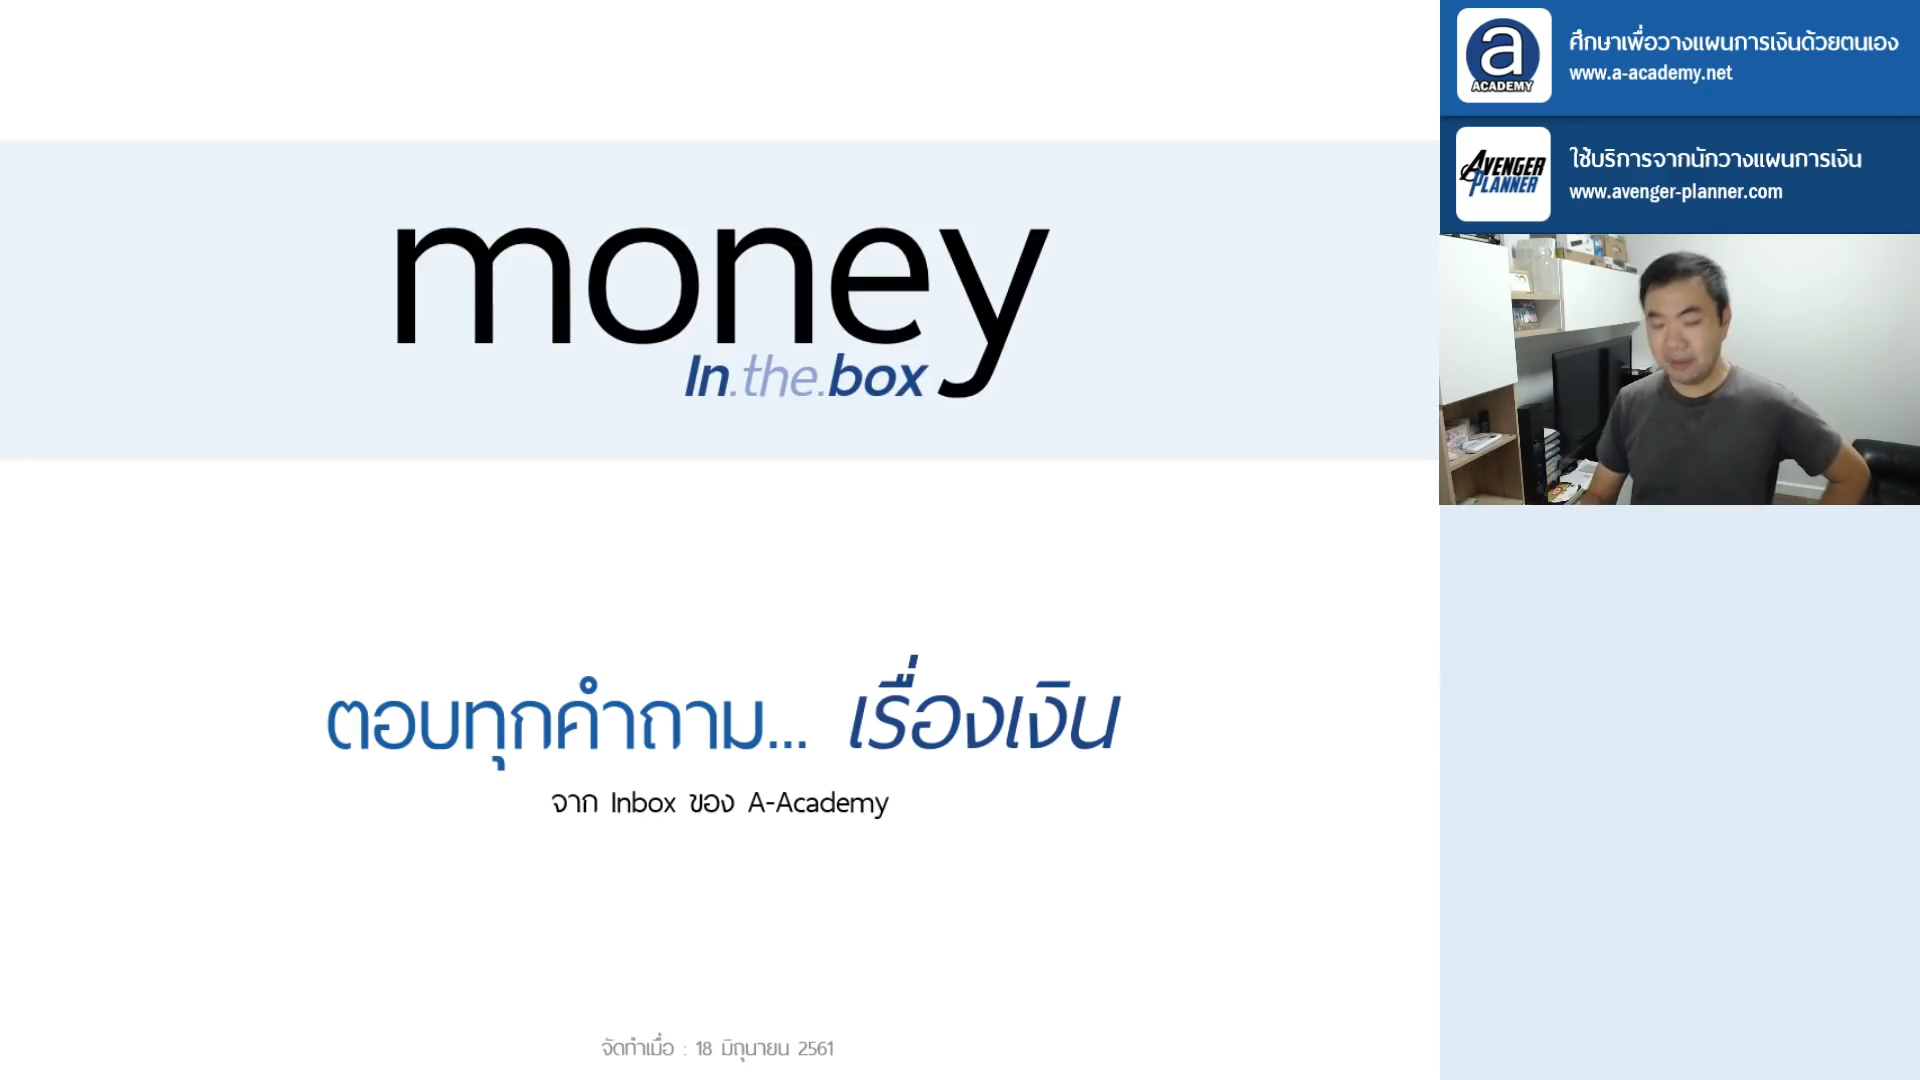 money
In.the.box
ตอบทุกคำถาม... เรื่องเงิน
จาก Inbox ของ A-Academy
จัดทำเมื่อ : 18 มิถุนายน 2561
a
ACADEMY
ศึกษาเพื่อวางแผนการเงินด้วยตนเอง
www.a-academy.net
AVENGER
PLANNER
ใช้บริการจากนักวางแผนการเงิน
www.avenger-planner.com